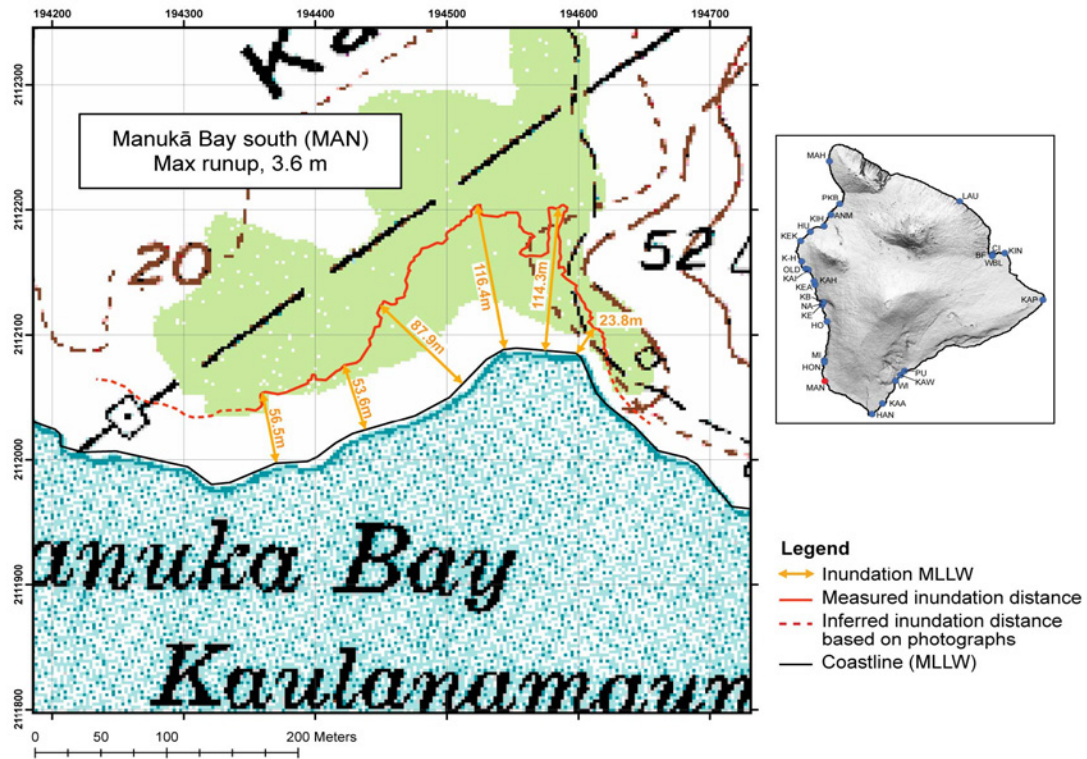 194200 194300 194400 194500 194600 194700
2112300
2112200
2112100
2112000
2111900
2111800
Manukā Bay south (MAN)
Max runup, 3.6 m
20
52
116.4m
114.3m
87.9m
23.8m
53.6m
56.5m
anuka Bay
Kaulanamaun
0 50 100 200 Meters
MAH
PKB
LAU
ANM
KIH
HU
KEK
CI
KIN
BF
WBL
K-H
OLD
KAI
KAH
KEA
KAP
KB
NA
KE
HO
MI
HON
PU
KAW
MAN
WI
KAA
HAN
Legend
Inundation MLLW
Measured inundation distance
Inferred inundation distance
based on photographs
Coastline (MLLW)